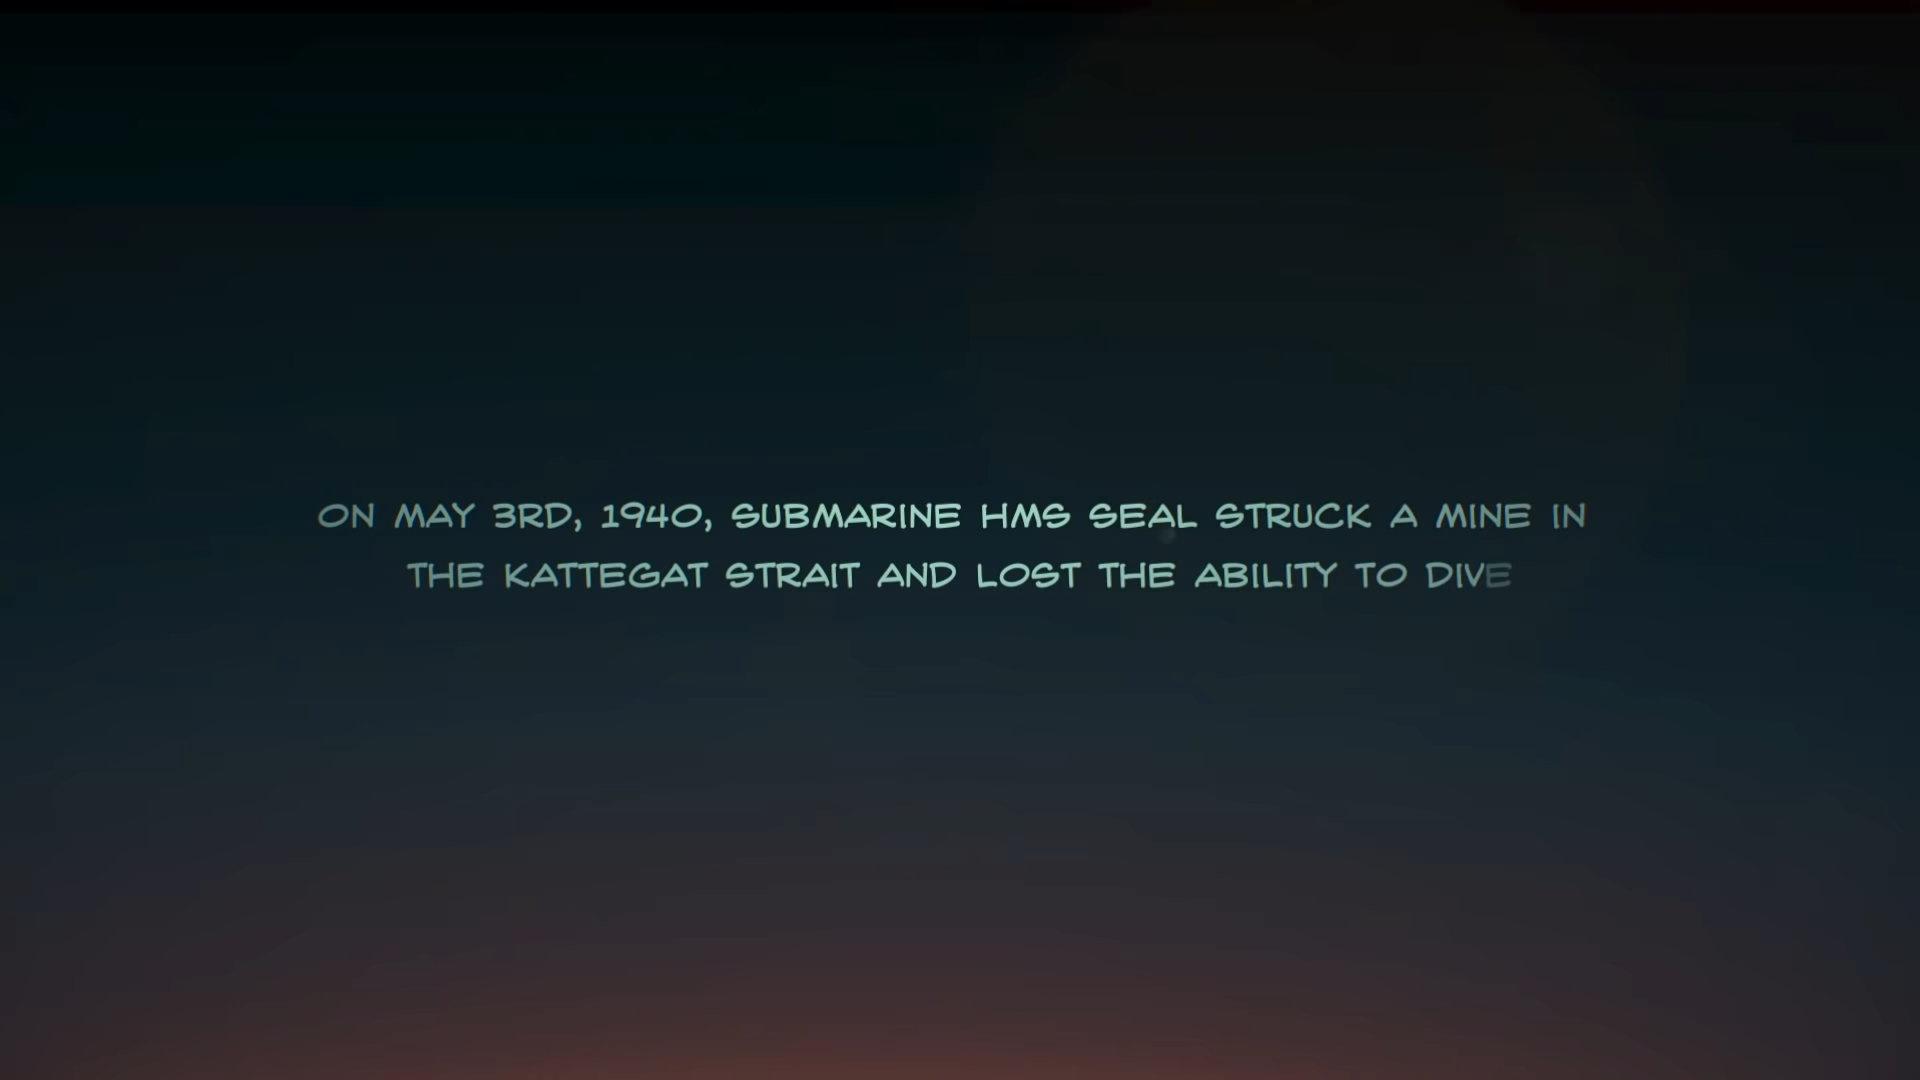 ON MAY 3RD, 1940, SUBMARINE HMS SEAL STRUCK A MINE IN
THE KATTEGAT STRAIT AND LOST THE ABILITY TO DIVE